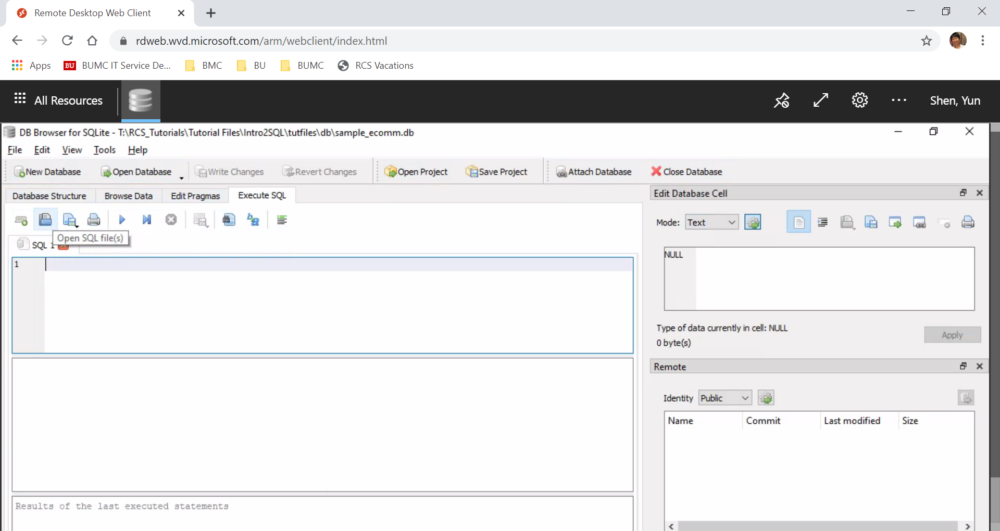 Remote Desktop Web Client
rdweb.wvd.microsoft.com/arm/webclient/index.html
Apps BU BUMC IT Service De... BMC BU BUMC RCS Vacations
All Resources Shen, Yun
DB Browser for SQLite - T:\RCS_Tutorials\Tutorial Files\Intro2SQL\tutfiles\db\sample_ecomm.db
File Edit View Tools Help
New Database Open Database Write Changes Revert Changes Open Project Save Project Attach Database Close Database
Database Structure Browse Data Edit Pragmas Execute SQL
Open SQL file(s)
SQL 1
1
Results of the last executed statements
Edit Database Cell
Mode: Text
NULL
Type of data currently in cell: NULL
0 byte(s)
Apply
Remote
Identity Public
Name Commit Last modified Size